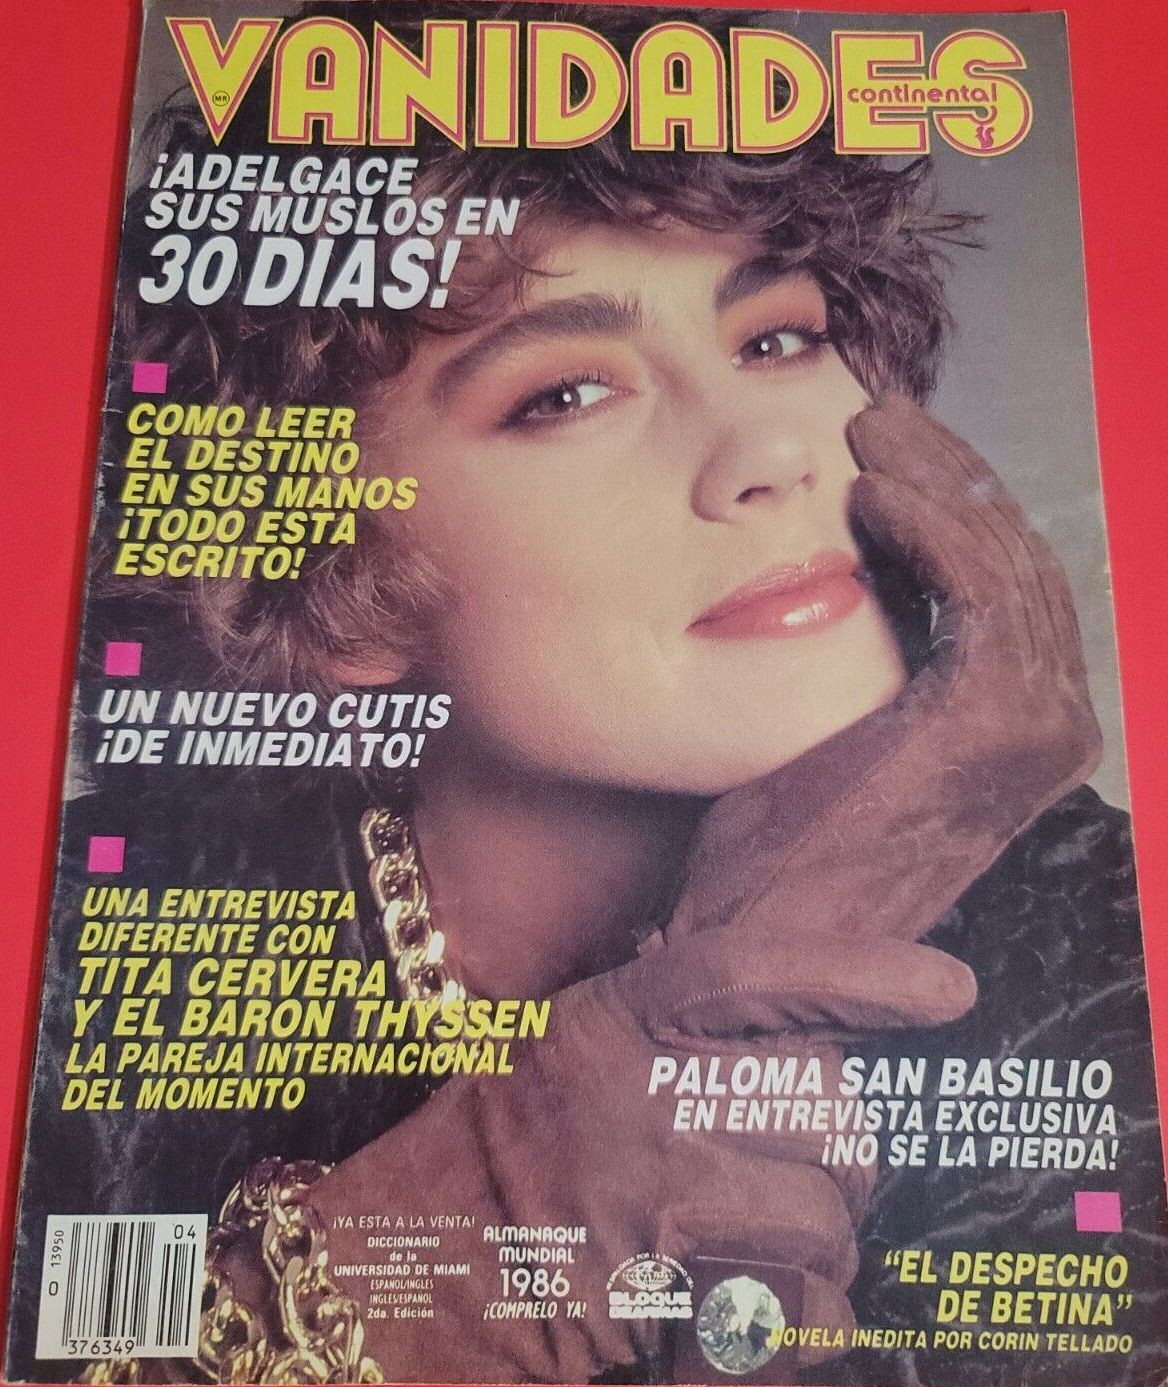 VANIDADES
continental
MR
¡ADELGACE
SUS MUSLOS EN
30 DIAS!
COMO LEER
EL DESTINO
EN SUS MANOS
¡TODO ESTA
ESCRITO!
UN NUEVO CUTIS
¡DE INMEDIATO!
UNA ENTREVISTA
DIFERENTE CON
TITA CERVERA
Y EL BARON THYSSEN
LA PAREJA INTERNACIONAL
DEL MOMENTO
PALOMA SAN BASILIO
EN ENTREVISTA EXCLUSIVA
¡NO SE LA PIERDA!
"EL DESPECHO
DE BETINA"
NOVELA INEDITA POR CORIN TELLADO
¡YA ESTA A LA VENTA!
DICCIONARIO
de la
UNIVERSIDAD DE MIAMI
ESPANOL/INGLES
INGLES/ESPANOL
2da. Edición
ALMANAQUE
MUNDIAL
1986
¡COMPRELO YA!
BLOQUE
0 13950
04
376349